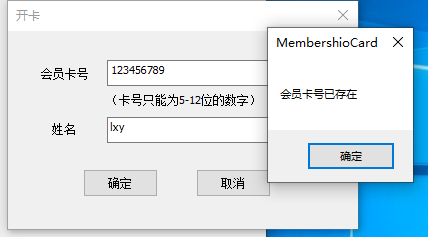 开卡
会员卡号 123456789
（卡号只能为5-12位的数字）
姓名 lxy
确定 取消
MembershioCard
会员卡号已存在
确定